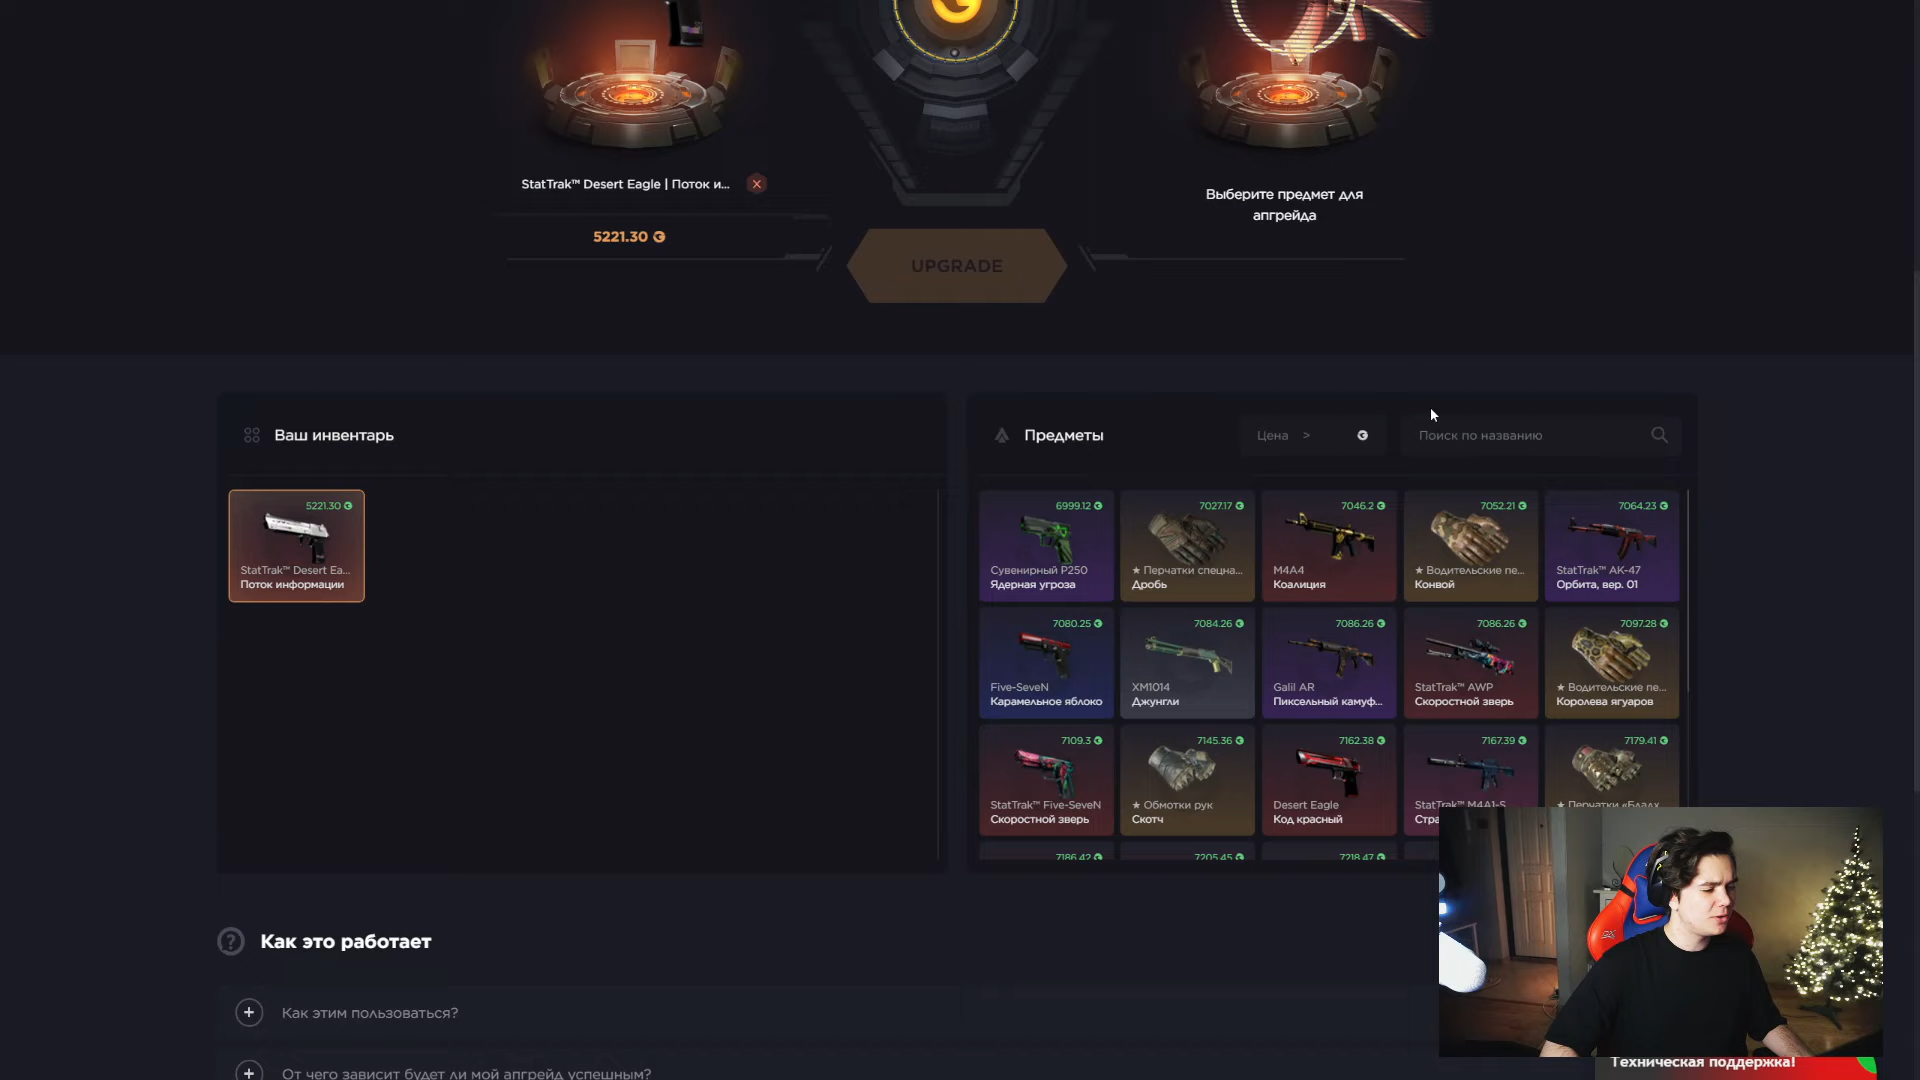 StatTrak™ Desert Eagle | Поток и...
5221.30
Выберите предмет для
апгрейда
UPGRADE
Ваш инвентарь
5221.30
StatTrak™ Desert Ea...
Поток информации
Предметы
Цена >
Поиск по названию
6999.12
Сувенирный P250
Ядерная угроза
7027.17
★ Перчатки спецна...
Дробь
7046.2
M4A4
Коалиция
7052.21
★ Водительские пе...
Конвой
7064.23
StatTrak™ AK-47
Орбита, вер. 01
7080.25
Five-SeveN
Карамельное яблоко
7084.26
XM1014
Джунгли
7086.26
Galil AR
Пиксельный камуф...
7086.26
StatTrak™ AWP
Скоростной зверь
7097.28
★ Водительские пе...
Королева ягуаров
7109.3
StatTrak™ Five-SeveN
Скоростной зверь
7145.36
★ Обмотки рук
Скотч
7162.38
Desert Eagle
Код красный
7167.39
StatTrak™ M4A1-S
Стра
7179.41
★ Перчатки «Бладх
7186.42
7205.45
7218.47
Как это работает
Как этим пользоваться?
От чего зависит будет ли мой апгрейд успешным?
Техническая поддержка!